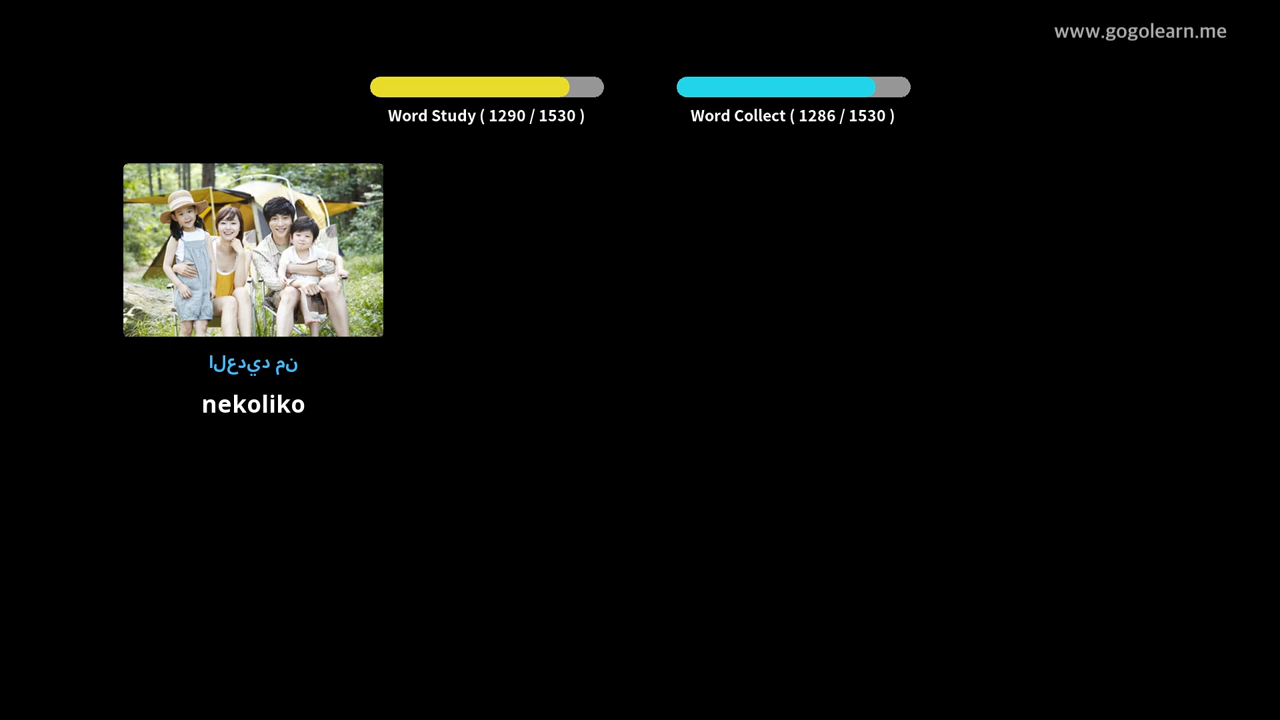 www.gogolearn.me
Word Study ( 1290 / 1530 )
Word Collect ( 1286 / 1530 )
العديد من
nekoliko